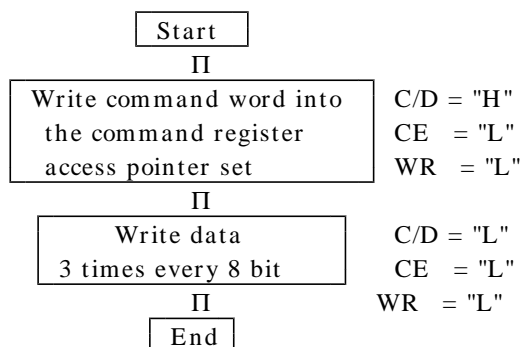 Start
Π
Write command word into C/D = "H"
the command register CE = "L"
access pointer set WR = "L"
Π
Write data C/D = "L"
3 times every 8 bit CE = "L"
Π WR = "L"
End